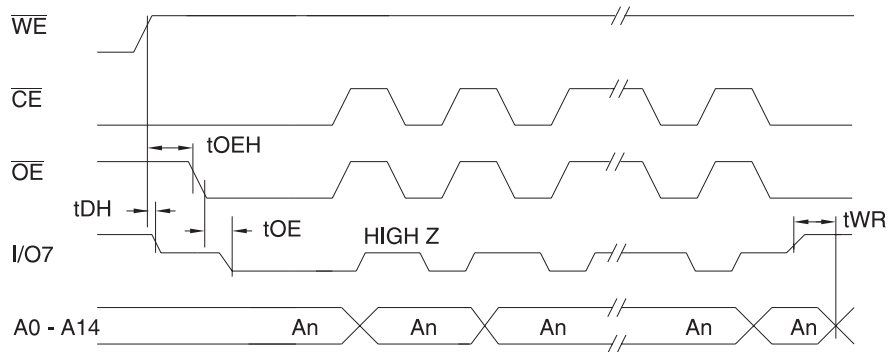 WE
CE
tOEH
OE
tDH
tOE
HIGH Z
tWR
I/O7
A0 - A14 An An An An An